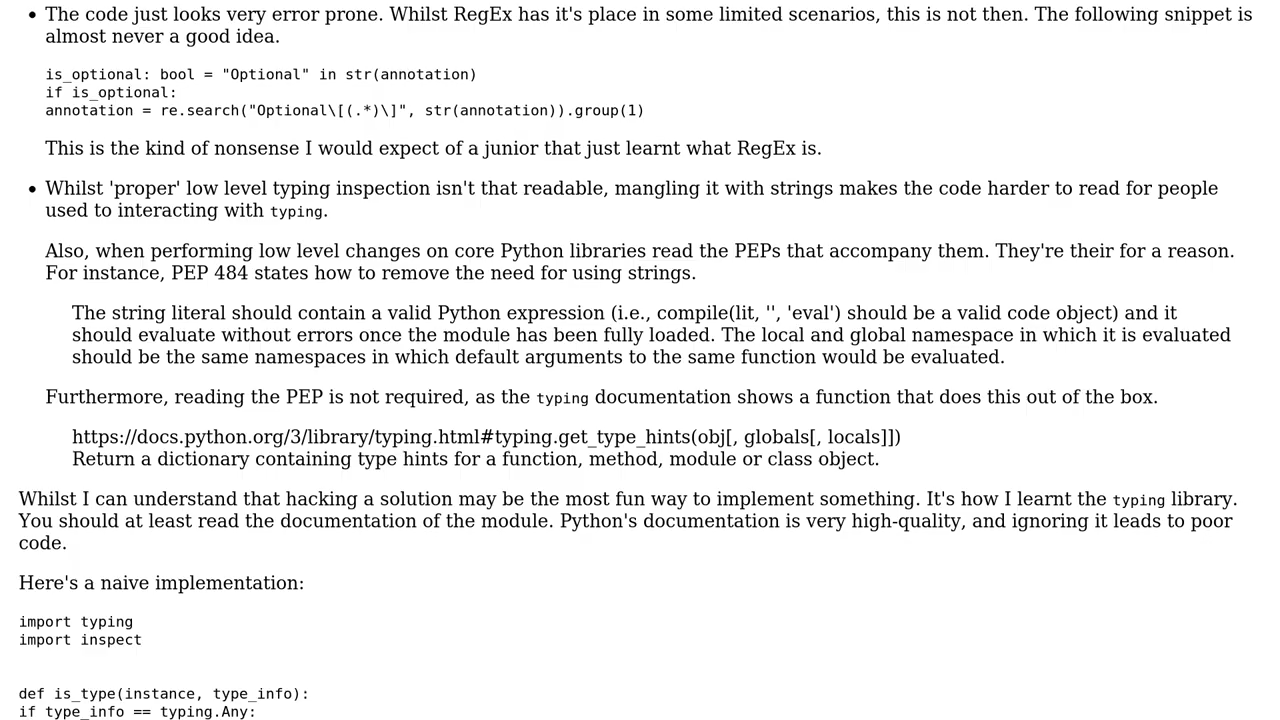 • The code just looks very error prone. Whilst RegEx has it's place in some limited scenarios, this is not then. The following snippet is
almost never a good idea.
is_optional: bool = "Optional" in str(annotation)
if is_optional:
annotation = re.search("Optional\[(.*)\]", str(annotation)).group(1)
This is the kind of nonsense I would expect of a junior that just learnt what RegEx is.
• Whilst 'proper' low level typing inspection isn't that readable, mangling it with strings makes the code harder to read for people
used to interacting with typing.
Also, when performing low level changes on core Python libraries read the PEPs that accompany them. They're their for a reason.
For instance, PEP 484 states how to remove the need for using strings.
The string literal should contain a valid Python expression (i.e., compile(lit, '', 'eval') should be a valid code object) and it
should evaluate without errors once the module has been fully loaded. The local and global namespace in which it is evaluated
should be the same namespaces in which default arguments to the same function would be evaluated.
Furthermore, reading the PEP is not required, as the typing documentation shows a function that does this out of the box.
https://docs.python.org/3/library/typing.html#typing.get_type_hints(obj[, globals[, locals]])
Return a dictionary containing type hints for a function, method, module or class object.
Whilst I can understand that hacking a solution may be the most fun way to implement something. It's how I learnt the typing library.
You should at least read the documentation of the module. Python's documentation is very high-quality, and ignoring it leads to poor
code.
Here's a naive implementation:
import typing
import inspect
def is_type(instance, type_info):
if type_info == typing.Any: